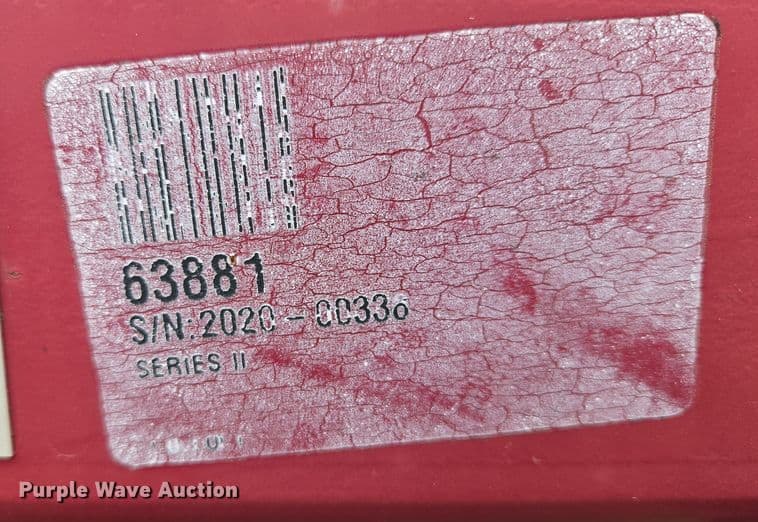 63881
S/N:2020-00336
SERIES II
Purple Wave Auction